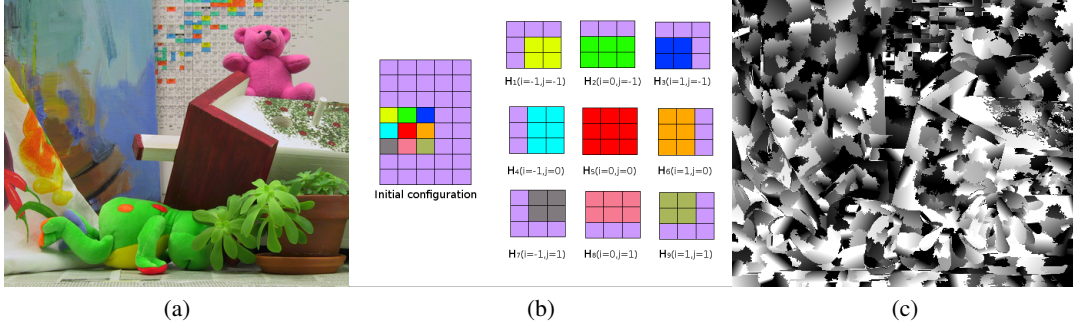 H₁(i=-1,j=-1) H₂(i=0,j=-1) H₃(i=1,j=-1)
H₄(i=-1,j=0) H₅(i=0,j=0) H₆(i=1,j=0)
Initial configuration
H₇(i=-1,j=1) H₈(i=0,j=1) H₉(i=1,j=1)
(a) (b) (c)